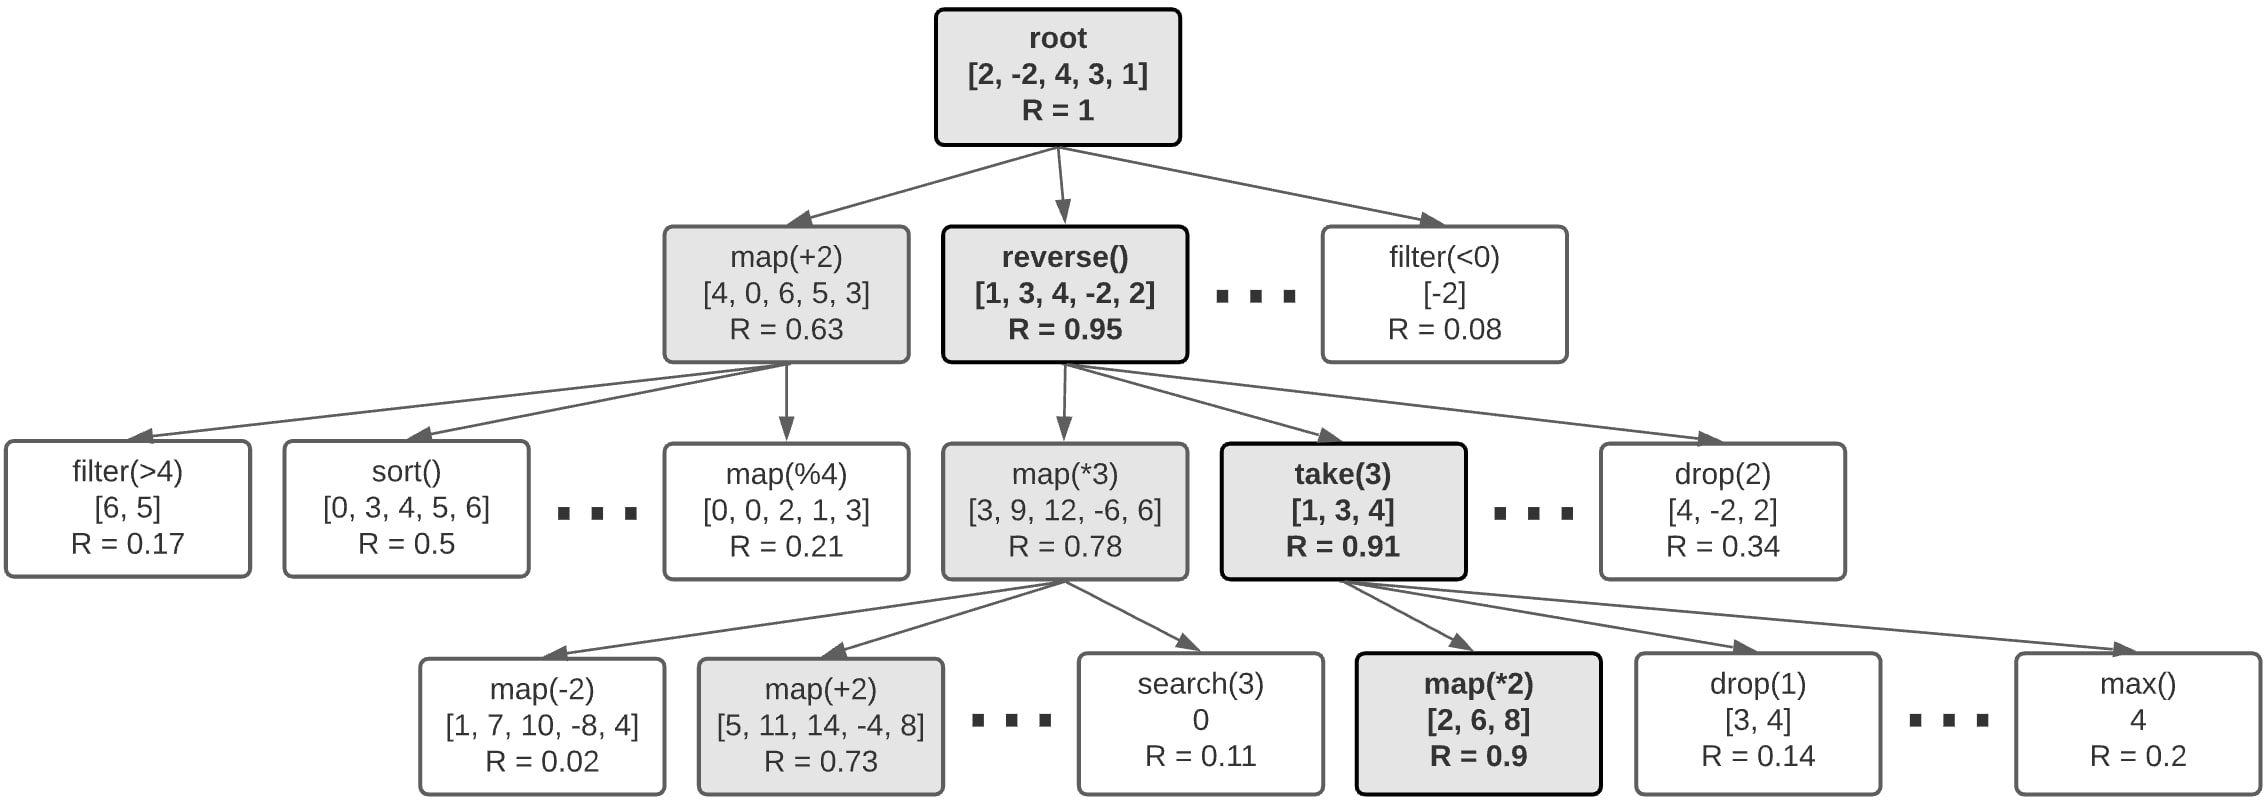 root
[2, -2, 4, 3, 1]
R = 1
map(+2)
[4, 0, 6, 5, 3]
R = 0.63
reverse()
[1, 3, 4, -2, 2]
R = 0.95
filter(<0)
[-2]
R = 0.08
filter(>4)
[6, 5]
R = 0.17
sort()
[0, 3, 4, 5, 6]
R = 0.5
map(%4)
[0, 0, 2, 1, 3]
R = 0.21
map(*3)
[3, 9, 12, -6, 6]
R = 0.78
take(3)
[1, 3, 4]
R = 0.91
drop(2)
[4, -2, 2]
R = 0.34
map(-2)
[1, 7, 10, -8, 4]
R = 0.02
map(+2)
[5, 11, 14, -4, 8]
R = 0.73
search(3)
0
R = 0.11
map(*2)
[2, 6, 8]
R = 0.9
drop(1)
[3, 4]
R = 0.14
max()
4
R = 0.2